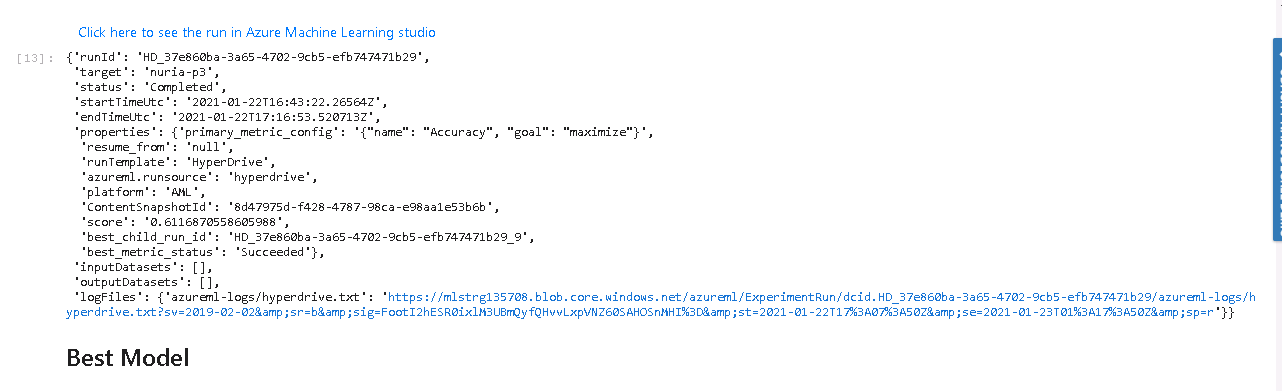 Click here to see the run in Azure Machine Learning studio
[13]: {'runId': 'HD_37e860ba-3a65-4702-9cb5-efb747471b29',
'target': 'nuria-p3',
'status': 'Completed',
'startTimeUtc': '2021-01-22T16:43:22.26564Z',
'endTimeUtc': '2021-01-22T17:16:53.520713Z',
'properties': {'primary_metric_config': '{"name": "Accuracy", "goal": "maximize"}',
'resume_from': 'null',
'runTemplate': 'HyperDrive',
'azureml.runsource': 'hyperdrive',
'platform': 'AML',
'ContentSnapshotId': '8d47975d-f428-4787-98ca-e98aa1e53b6b',
'score': '0.6116870558605988',
'best_child_run_id': 'HD_37e860ba-3a65-4702-9cb5-efb747471b29_9',
'best_metric_status': 'Succeeded'},
'inputDatasets': [],
'outputDatasets': [],
'logFiles': {'azureml-logs/hyperdrive.txt': 'https://mlstrg135708.blob.core.windows.net/azureml/ExperimentRun/dcid.HD_37e860ba-3a65-4702-9cb5-efb747471b29/azureml-logs/h
yperdrive.txt?sv=2019-02-02&amp;sr=b&amp;sig=FootI2hESR0ixlM3UBmQyfQHvvLxpVNZ60SAHOSnMHI%3D&amp;st=2021-01-22T17%3A07%3A50Z&amp;se=2021-01-23T01%3A17%3A50Z&amp;sp=r'}}
Best Model